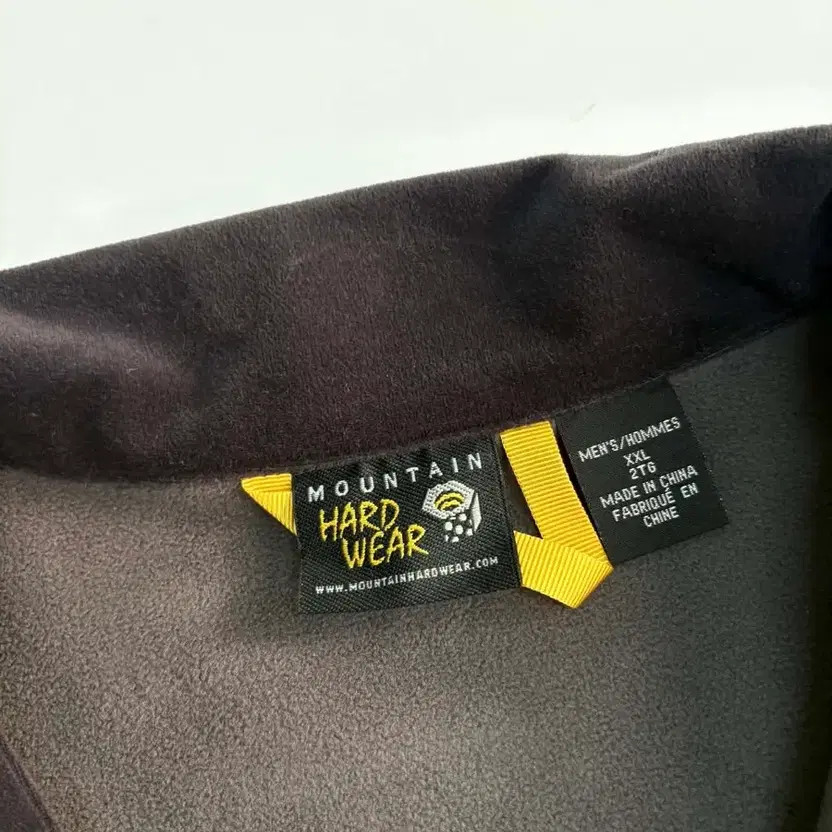 MOUNTAIN
HARD
WEAR
WWW.MOUNTAINHARDWEAR.COM
MEN'S/HOMMES
XXL
2TG
MADE IN CHINA
FABRIQUÉ EN
CHINE